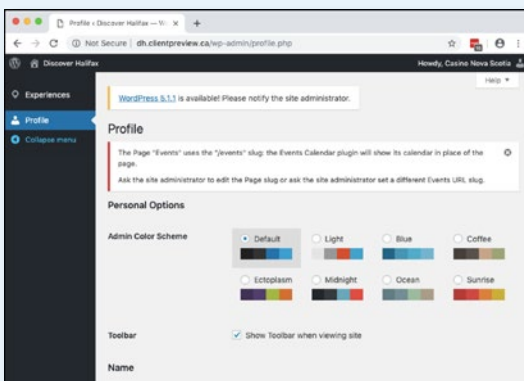 Profile ‹ Discover Halifax — W
Not Secure | dh.clientpreview.ca/wp-admin/profile.php
Discover Halifax
Howdy, Casino Nova Scotia
Help
Experiences
Profile
Collapse menu
WordPress 5.1.1 is available! Please notify the site administrator.
Profile
The Page "Events" uses the "/events" slug: the Events Calendar plugin will show its calendar in place of the
page.
Ask the site administrator to edit the Page slug or ask the site administrator set a different Events URL slug.
Personal Options
Admin Color Scheme
Default
Light
Blue
Coffee
Ectoplasm
Midnight
Ocean
Sunrise
Toolbar
Show Toolbar when viewing site
Name